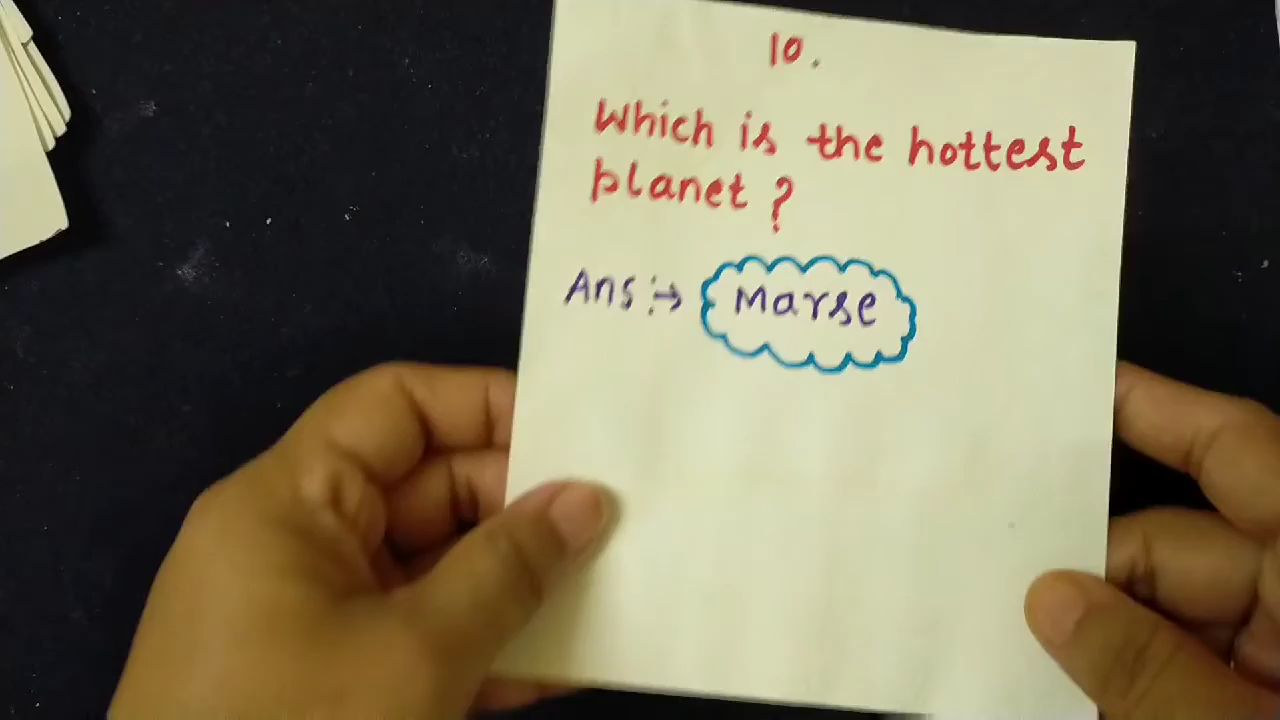 10.
Which is the hottest
planet ?
Ans :→ Marse